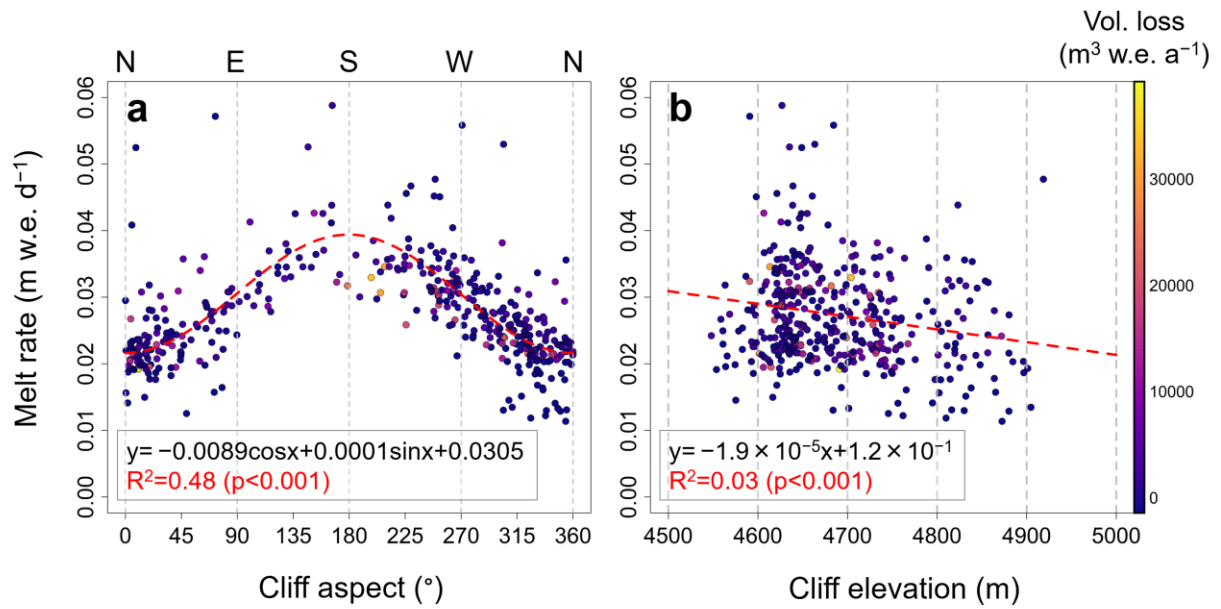 Vol. loss
(m³ w.e. a⁻¹)
N E S W N
a
b
Melt rate (m w.e. d⁻¹)
0.06
0.05
0.04
0.03
0.02
0.01
0.00
y= −0.0089cosx+0.0001sinx+0.0305
R²=0.48 (p<0.001)
0 45 90 135 180 225 270 315 360
Cliff aspect (°)
0.06
0.05
0.04
0.03
0.02
0.01
0.00
y= −1.9 × 10⁻⁵x+1.2 × 10⁻¹
R²=0.03 (p<0.001)
4500 4600 4700 4800 4900 5000
Cliff elevation (m)
30000
20000
10000
0